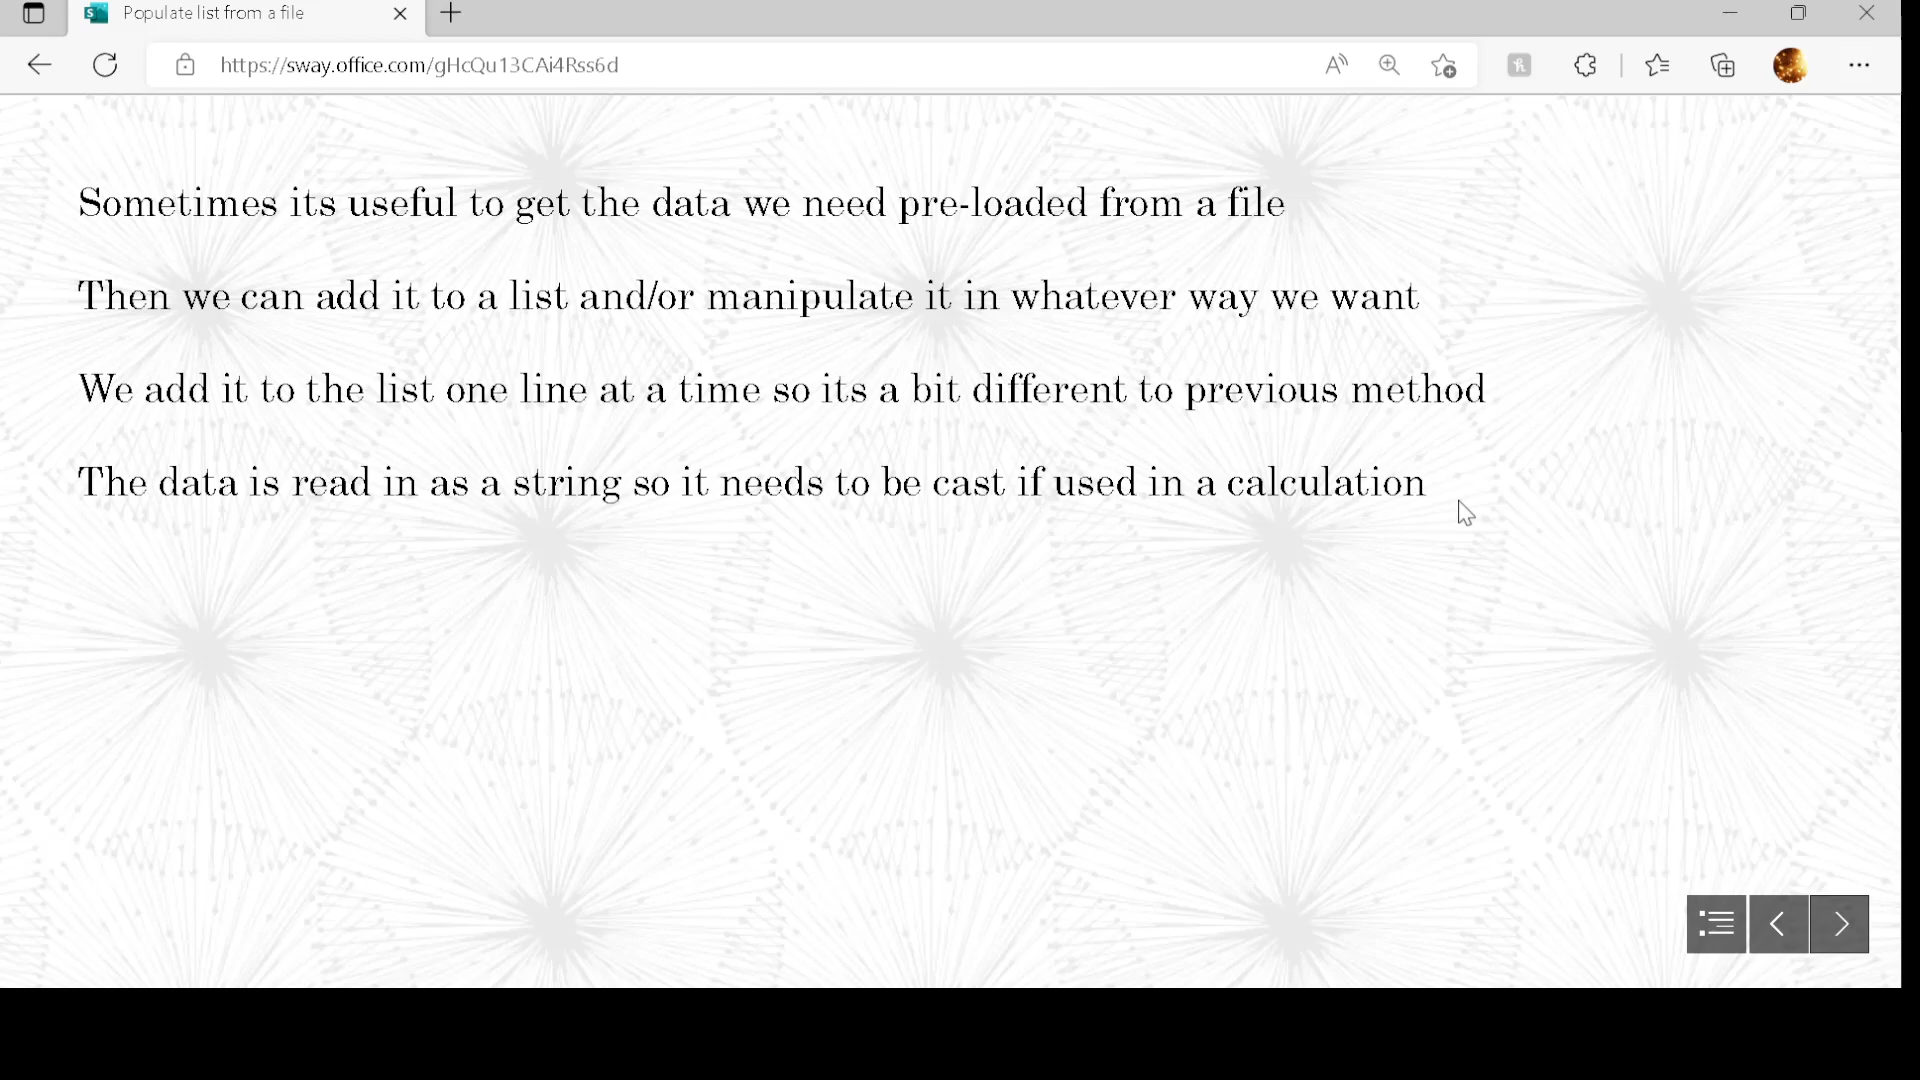 Populate list from a file
https://sway.office.com/gHcQu13CAi4Rss6d
Sometimes its useful to get the data we need pre-loaded from a file
Then we can add it to a list and/or manipulate it in whatever way we want
We add it to the list one line at a time so its a bit different to previous method
The data is read in as a string so it needs to be cast if used in a calculation